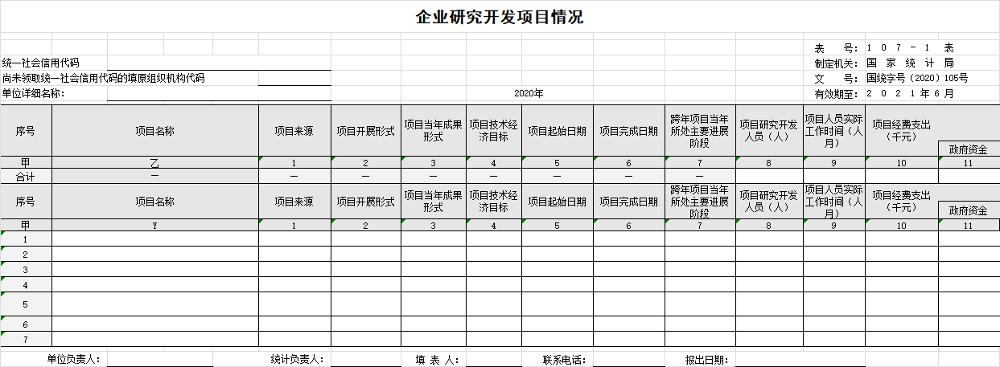 企业研究开发项目情况
表　　号： 1 0 7 - 1 表
统一社会信用代码
制定机关： 国 家 统 计 局
尚未领取统一社会信用代码的填原组织机构代码
文　　号： 国统字号（2020）105号
单位详细名称：
2020年
有效期至： 2 0 2 1 年 6 月
序号 项目名称 项目来源 项目开展形式 项目当年成果形式 项目技术经济目标 项目起始日期 项目完成日期 跨年项目当年所处主要进展阶段 项目研究开发人员（人） 项目人员实际工作时间（人月） 项目经费支出（千元） 政府资金
甲 乙 1 2 3 4 5 6 7 8 9 10 11
合计 — — — — — — — —
序号 项目名称 项目来源 项目开展形式 项目当年成果形式 项目技术经济目标 项目起始日期 项目完成日期 跨年项目当年所处主要进展阶段 项目研究开发人员（人） 项目人员实际工作时间（人月） 项目经费支出（千元） 政府资金
甲 Y 1 2 3 4 5 6 7 8 9 10 11
1
2
3
4
5
6
7
单位负责人： 统计负责人： 填 表 人： 联系电话： 报出日期：